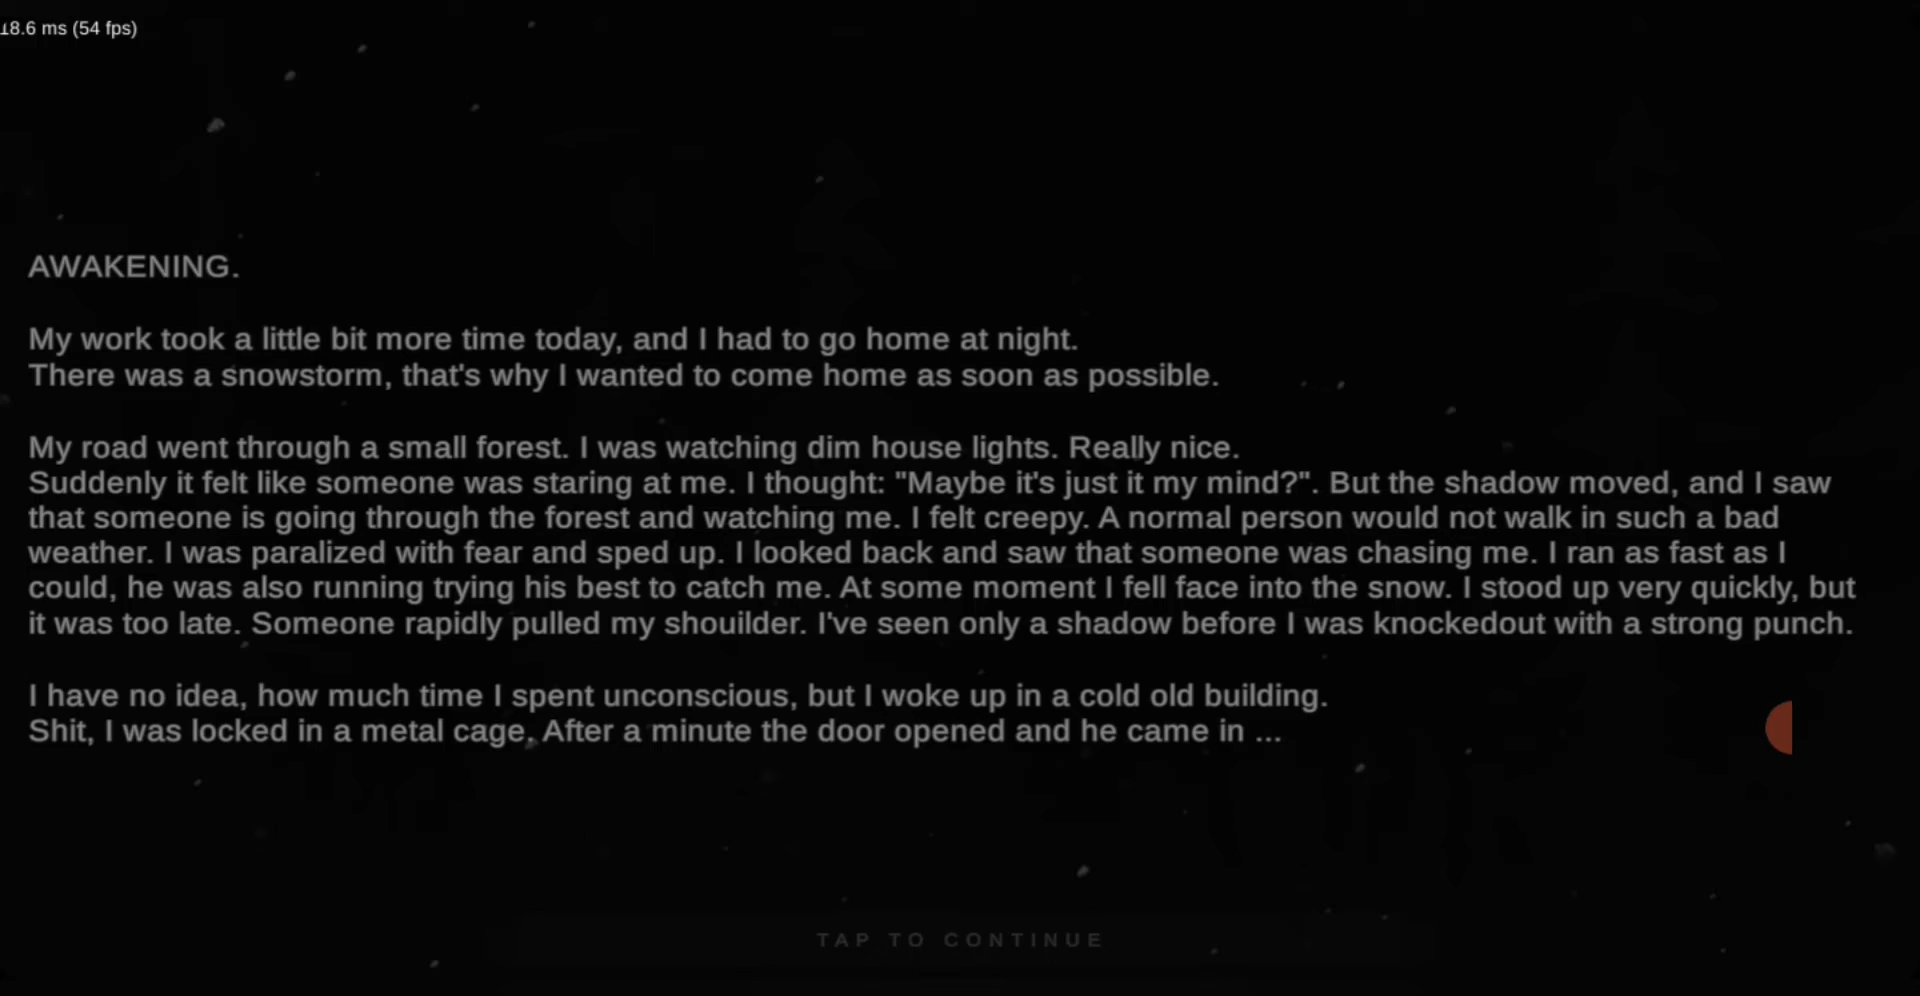 18.6 ms (54 fps)
AWAKENING.
My work took a little bit more time today, and I had to go home at night.
There was a snowstorm, that's why I wanted to come home as soon as possible.
My road went through a small forest. I was watching dim house lights. Really nice.
Suddenly it felt like someone was staring at me. I thought: "Maybe it's just it my mind?". But the shadow moved, and I saw
that someone is going through the forest and watching me. I felt creepy. A normal person would not walk in such a bad
weather. I was paralized with fear and sped up. I looked back and saw that someone was chasing me. I ran as fast as I
could, he was also running trying his best to catch me. At some moment I fell face into the snow. I stood up very quickly, but
it was too late. Someone rapidly pulled my shouilder. I've seen only a shadow before I was knockedout with a strong punch.
I have no idea, how much time I spent unconscious, but I woke up in a cold old building.
Shit, I was locked in a metal cage. After a minute the door opened and he came in ...
TAP TO CONTINUE